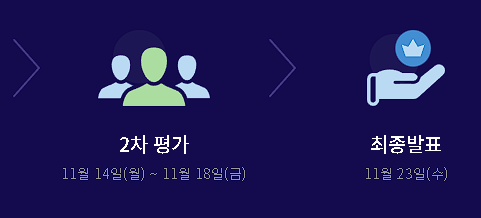 2차 평가
11월 14일(월) ~ 11월 18일(금)
최종발표
11월 23일(수)